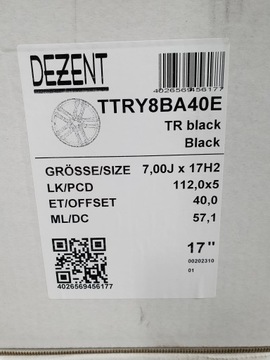 DEZENT
4026569456177
TTRY8BA40E
TR black
Black
GRÖSSE/SIZE 7,00J x 17H2
LK/PCD 112,0x5
ET/OFFSET 40,0
ML/DC 57,1
17"
00202310
01
4026569456177